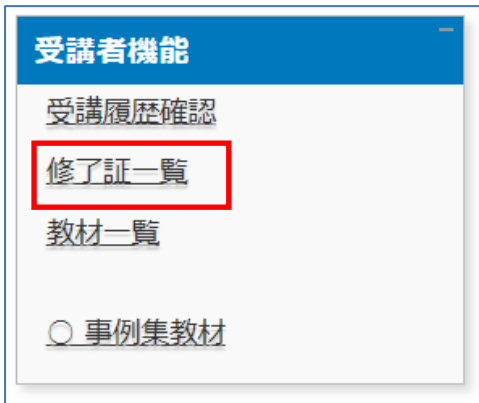 受講者機能
受講履歴確認
修了証一覧
教材一覧
○ 事例集教材